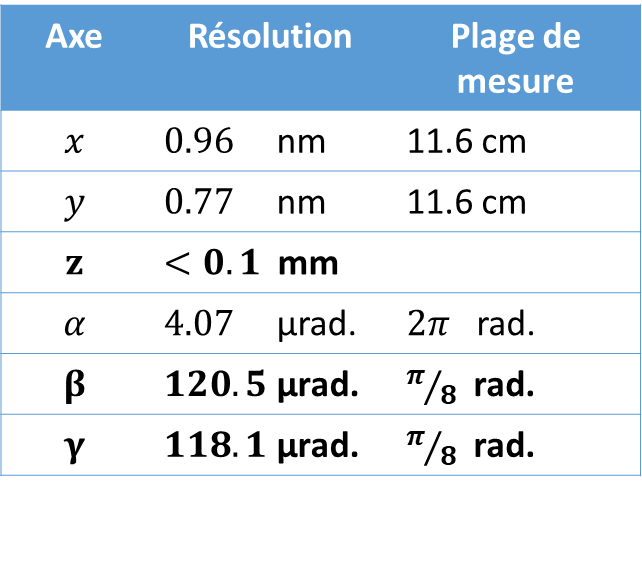 Axe Résolution Plage de
mesure
x 0.96 nm 11.6 cm
y 0.77 nm 11.6 cm
z < 0.1 mm
α 4.07 μrad. 2π rad.
β 120.5 μrad. π/8 rad.
γ 118.1 μrad. π/8 rad.